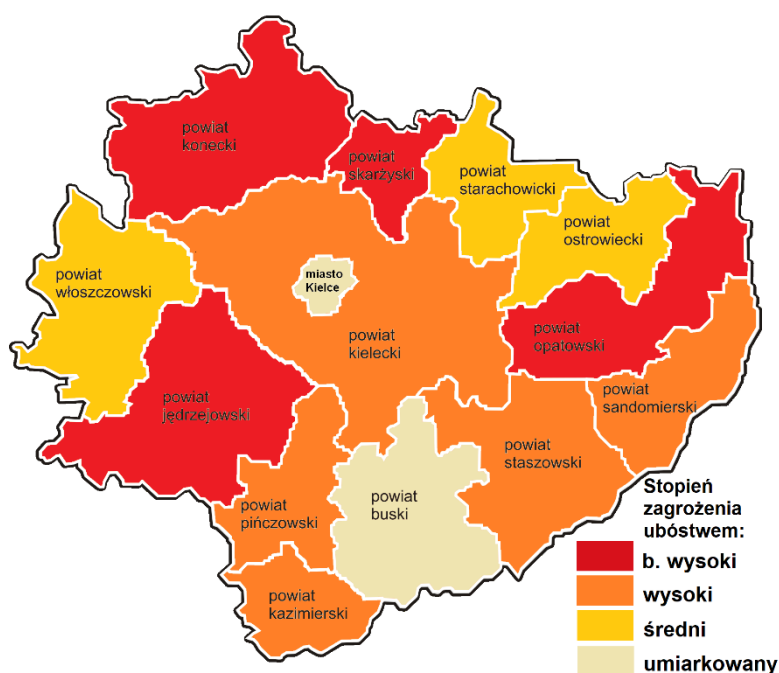 powiat
konecki
powiat
skarżyski
powiat
starachowicki
powiat
ostrowiecki
powiat
włoszczowski
miasto
Kielce
powiat
kielecki
powiat
opatowski
powiat
jędrzejowski
powiat
sandomierski
powiat
staszowski
powiat
pińczowski
powiat
buski
powiat
kazimierski
Stopień
zagrożenia
ubóstwem:
b. wysoki
wysoki
średni
umiarkowany